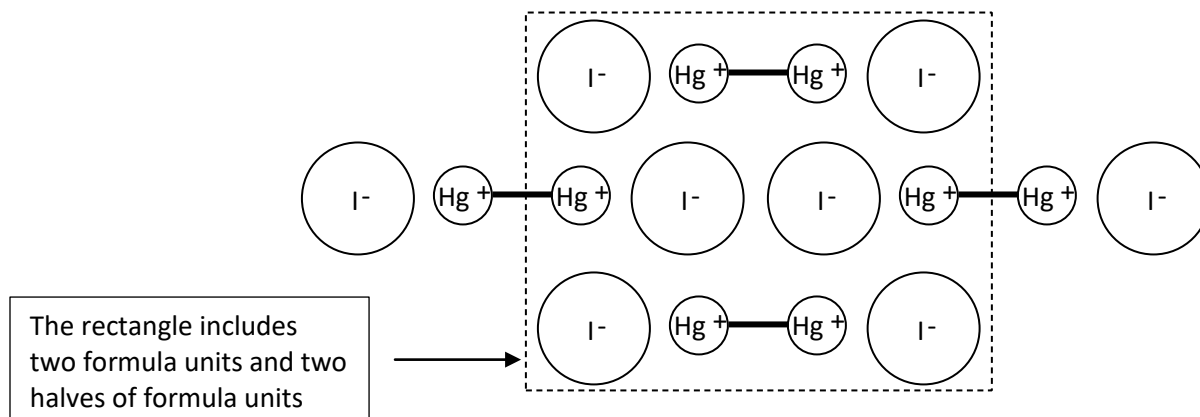 I⁻ Hg⁺ Hg⁺ I⁻
I⁻ Hg⁺ Hg⁺ I⁻ I⁻ Hg⁺ Hg⁺ I⁻
I⁻ Hg⁺ Hg⁺ I⁻
The rectangle includes
two formula units and two
halves of formula units